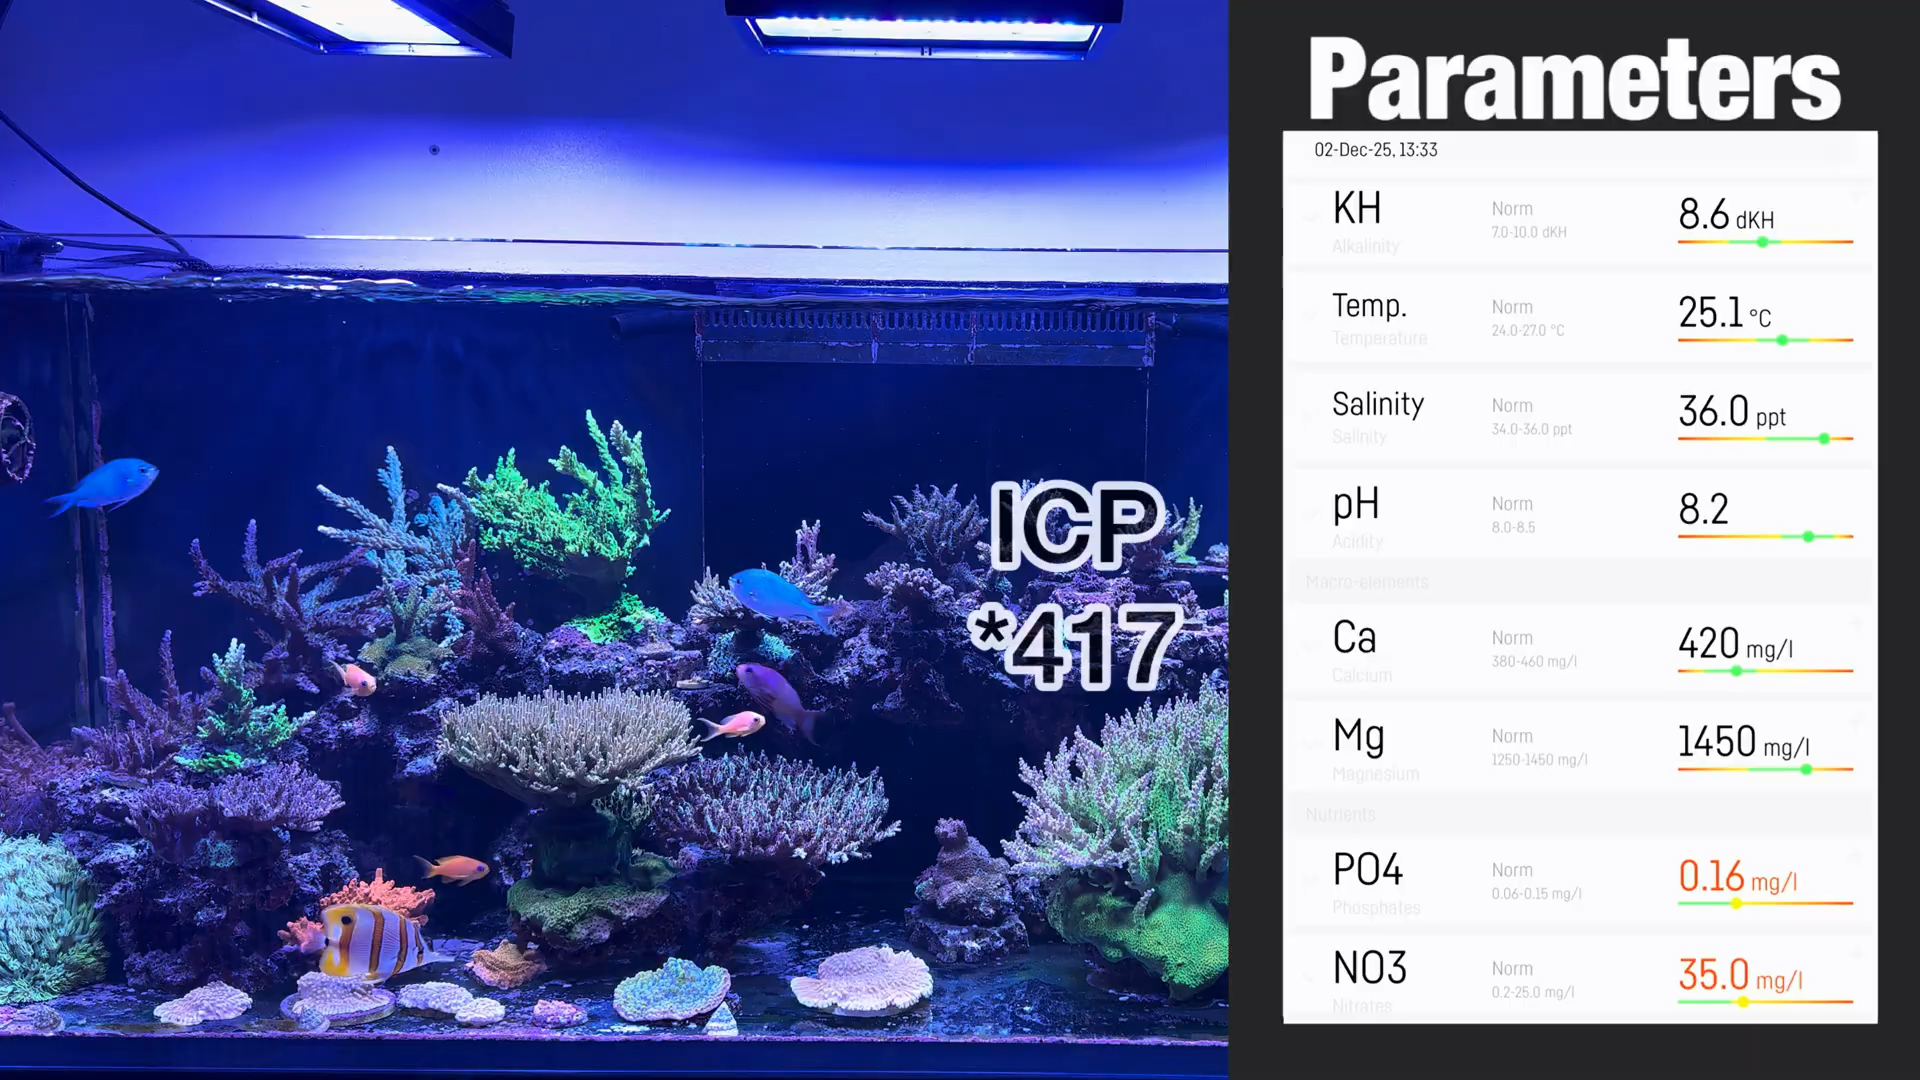 ICP
*417
Parameters
02-Dec-25, 13:33
KH
Alkalinity
Norm
7.0-10.0 dKH
8.6 dKH
Temp.
Temperature
Norm
24.0-27.0 °C
25.1 °C
Salinity
Salinity
Norm
34.0-36.0 ppt
36.0 ppt
pH
Acidity
Norm
8.0-8.5
8.2
Macro-elements
Ca
Calcium
Norm
380-460 mg/l
420 mg/l
Mg
Magnesium
Norm
1250-1450 mg/l
1450 mg/l
Nutrients
PO4
Phosphates
Norm
0.06-0.15 mg/l
0.16 mg/l
NO3
Nitrates
Norm
0.2-25.0 mg/l
35.0 mg/l